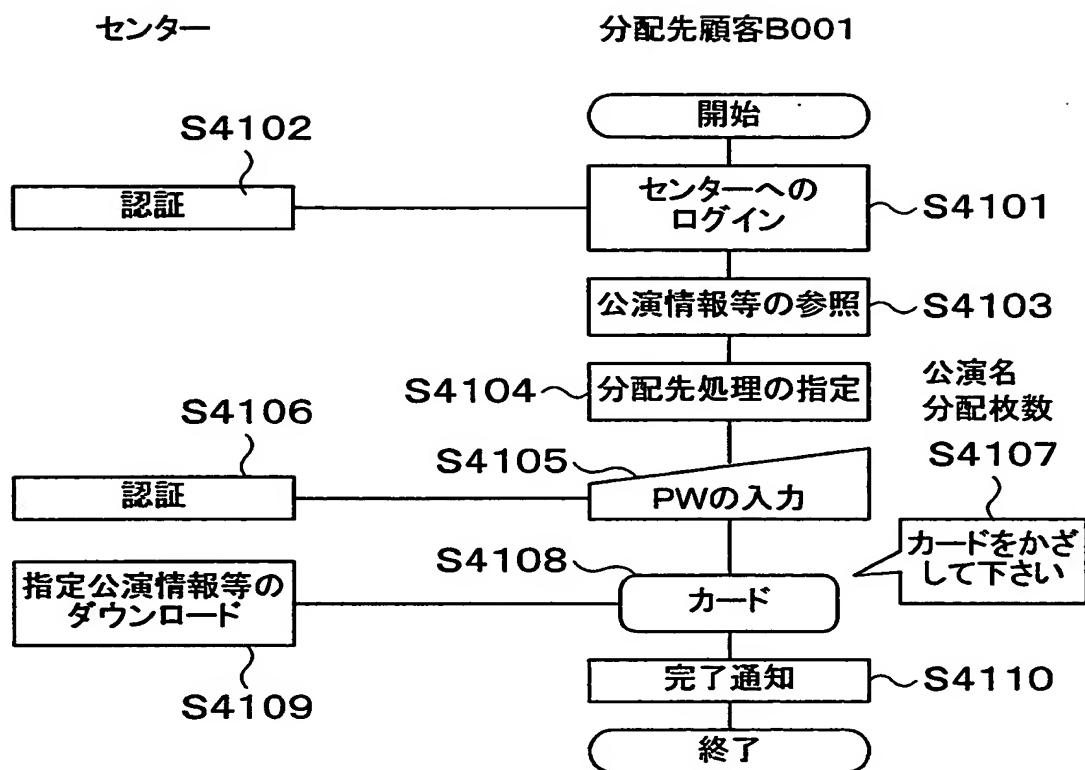 センター
分配先顧客B001
開始
S4102
認証
センターへの
ログイン
S4101
公演情報等の参照
S4103
S4104
分配先処理の指定
公演名
分配枚数
S4106
認証
S4105
PWの入力
S4107
カードをかざ
して下さい
S4108
カード
指定公演情報等の
ダウンロード
S4109
完了通知
S4110
終了